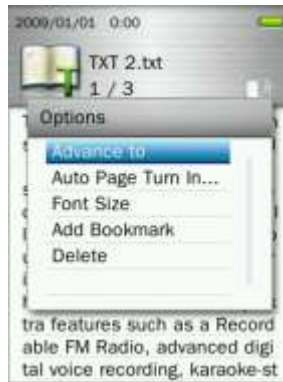 2009/01/01 0:00
TXT 2.txt
1 / 3
Options
Advance to
Auto Page Turn In...
Font Size
Add Bookmark
Delete
tra features such as a Record
able FM Radio, advanced digi
tal voice recording, karaoke-st